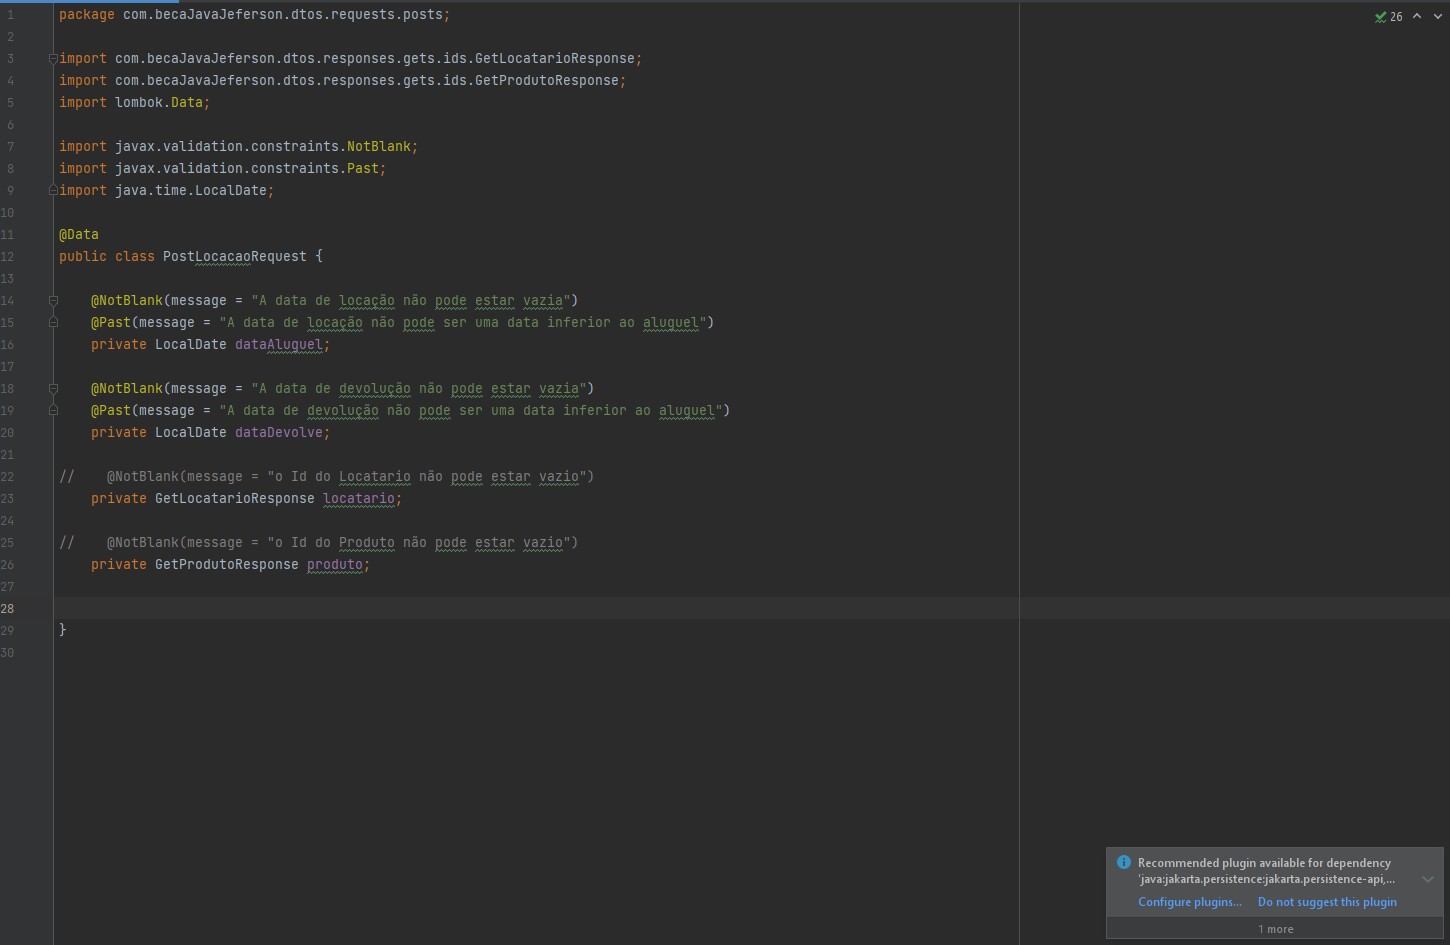 1 package com.becaJavaJeferson.dtos.requests.posts;
26
2
3 import com.becaJavaJeferson.dtos.responses.gets.ids.GetLocatarioResponse;
4 import com.becaJavaJeferson.dtos.responses.gets.ids.GetProdutoResponse;
5 import lombok.Data;
6
7 import javax.validation.constraints.NotBlank;
8 import javax.validation.constraints.Past;
9 import java.time.LocalDate;
10
11 @Data
12 public class PostLocacaoRequest {
13
14     @NotBlank(message = "A data de locação não pode estar vazia")
15     @Past(message = "A data de locação não pode ser uma data inferior ao aluguel")
16     private LocalDate dataAluguel;
17
18     @NotBlank(message = "A data de devolução não pode estar vazia")
19     @Past(message = "A data de devolução não pode ser uma data inferior ao aluguel")
20     private LocalDate dataDevolve;
21
22 //    @NotBlank(message = "o Id do Locatario não pode estar vazio")
23     private GetLocatarioResponse locatario;
24
25 //    @NotBlank(message = "o Id do Produto não pode estar vazio")
26     private GetProdutoResponse produto;
27
28
29 }
30
Recommended plugin available for dependency
'java:jakarta.persistence:jakarta.persistence-api,...
Configure plugins... Do not suggest this plugin
1 more